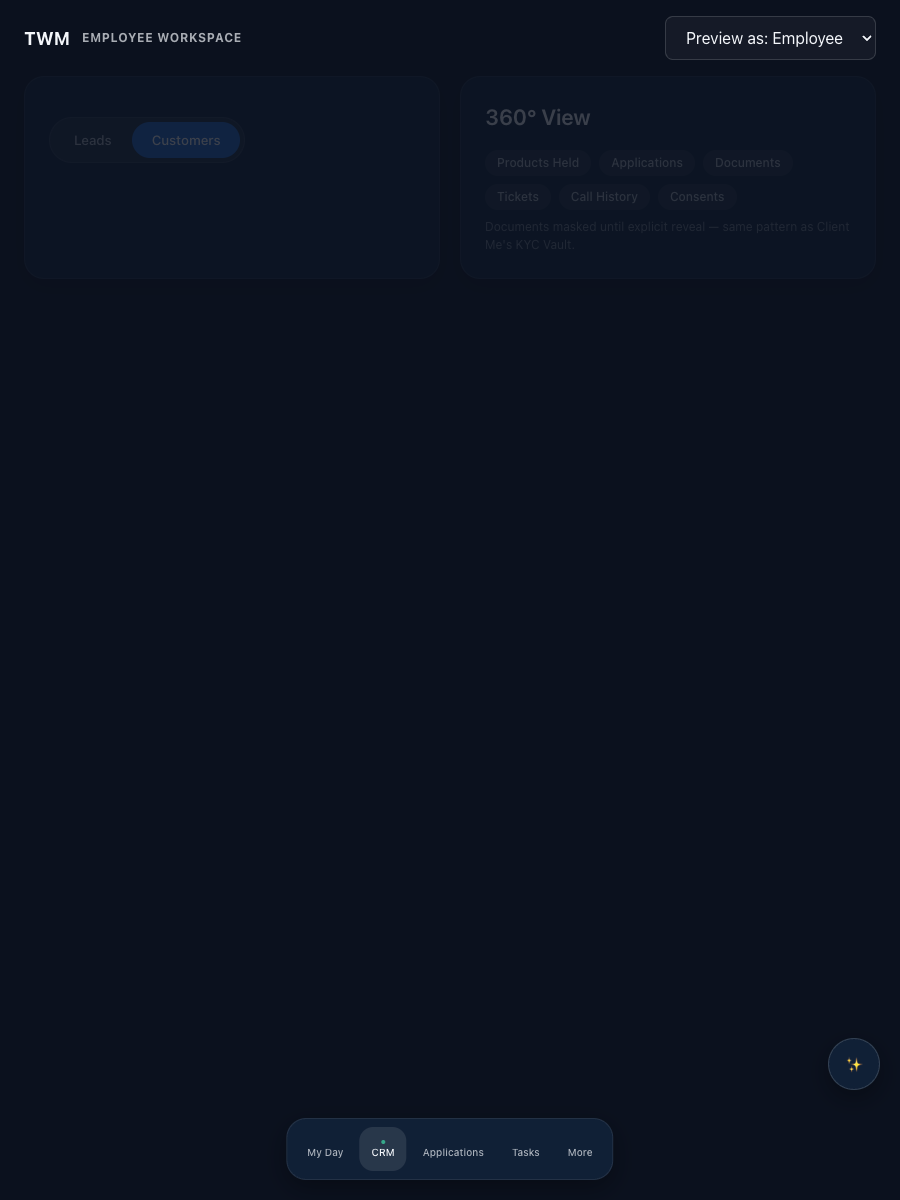 TWM EMPLOYEE WORKSPACE
Preview as: Employee
Leads Customers
360° View
Products Held Applications Documents
Tickets Call History Consents
Documents masked until explicit reveal — same pattern as Client
Me's KYC Vault.
My Day CRM Applications Tasks More